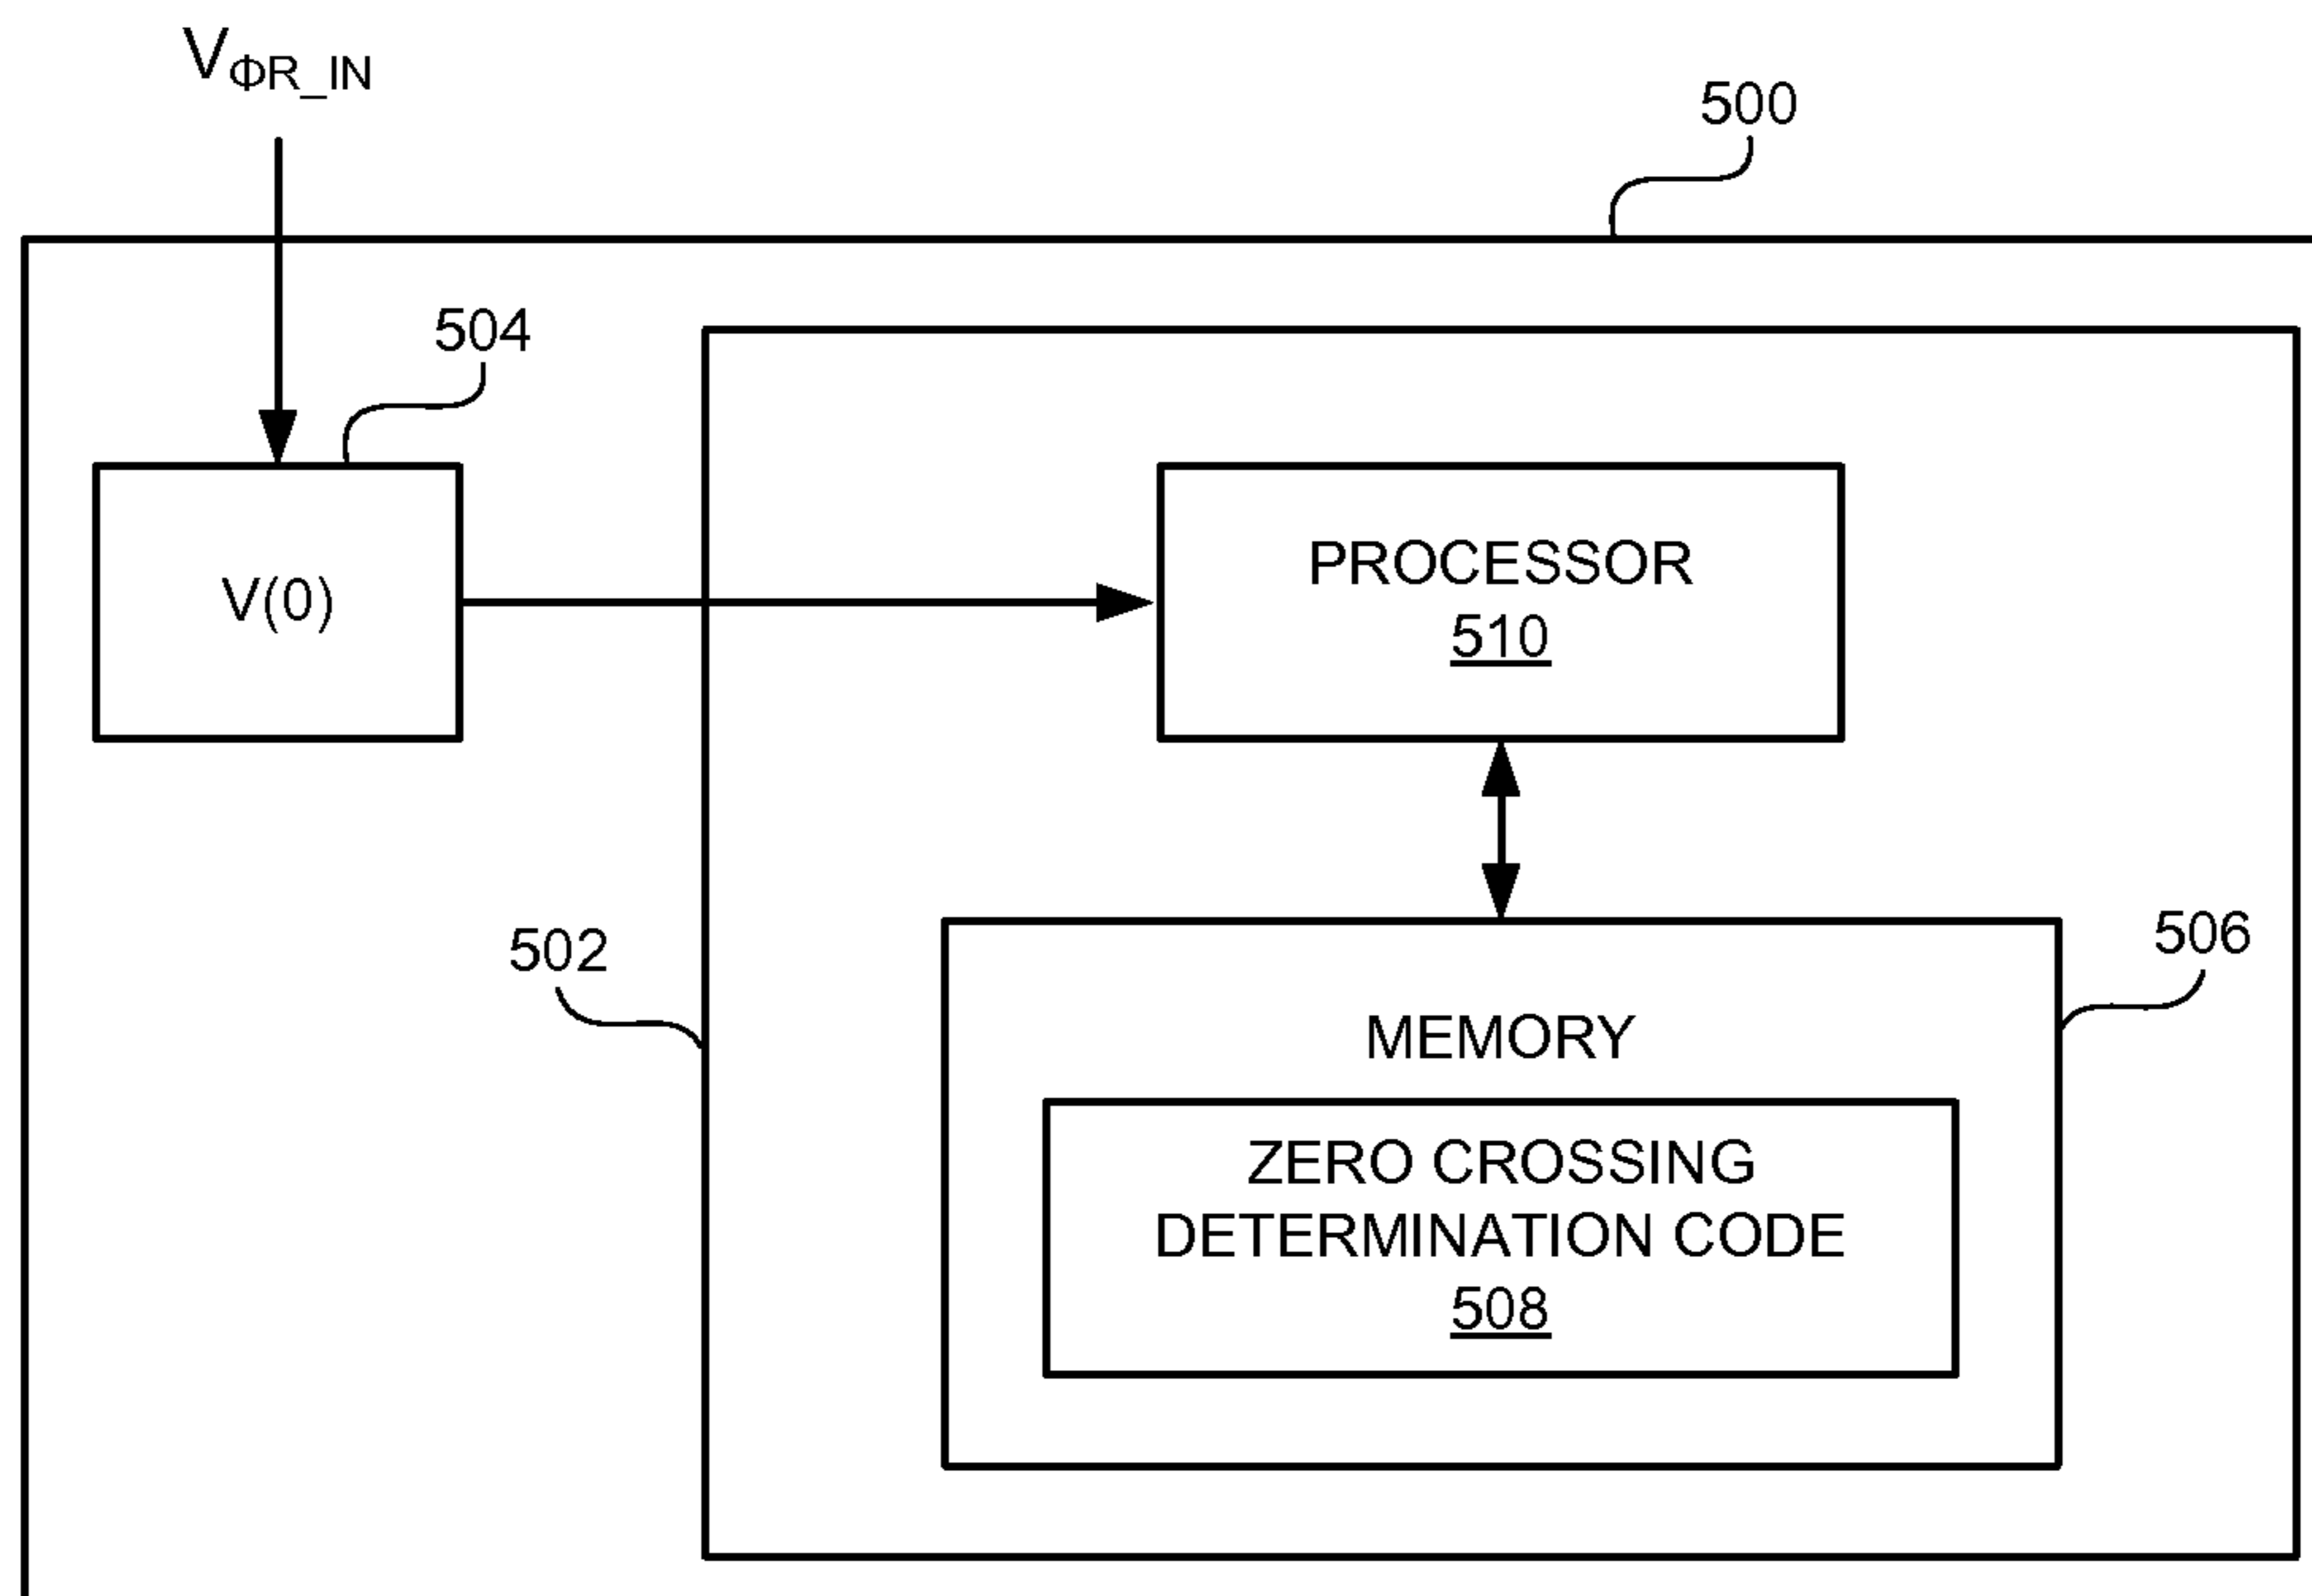 VΦR_IN
500
504
V(0)
PROCESSOR
510
502
506
MEMORY
ZERO CROSSING
DETERMINATION CODE
508